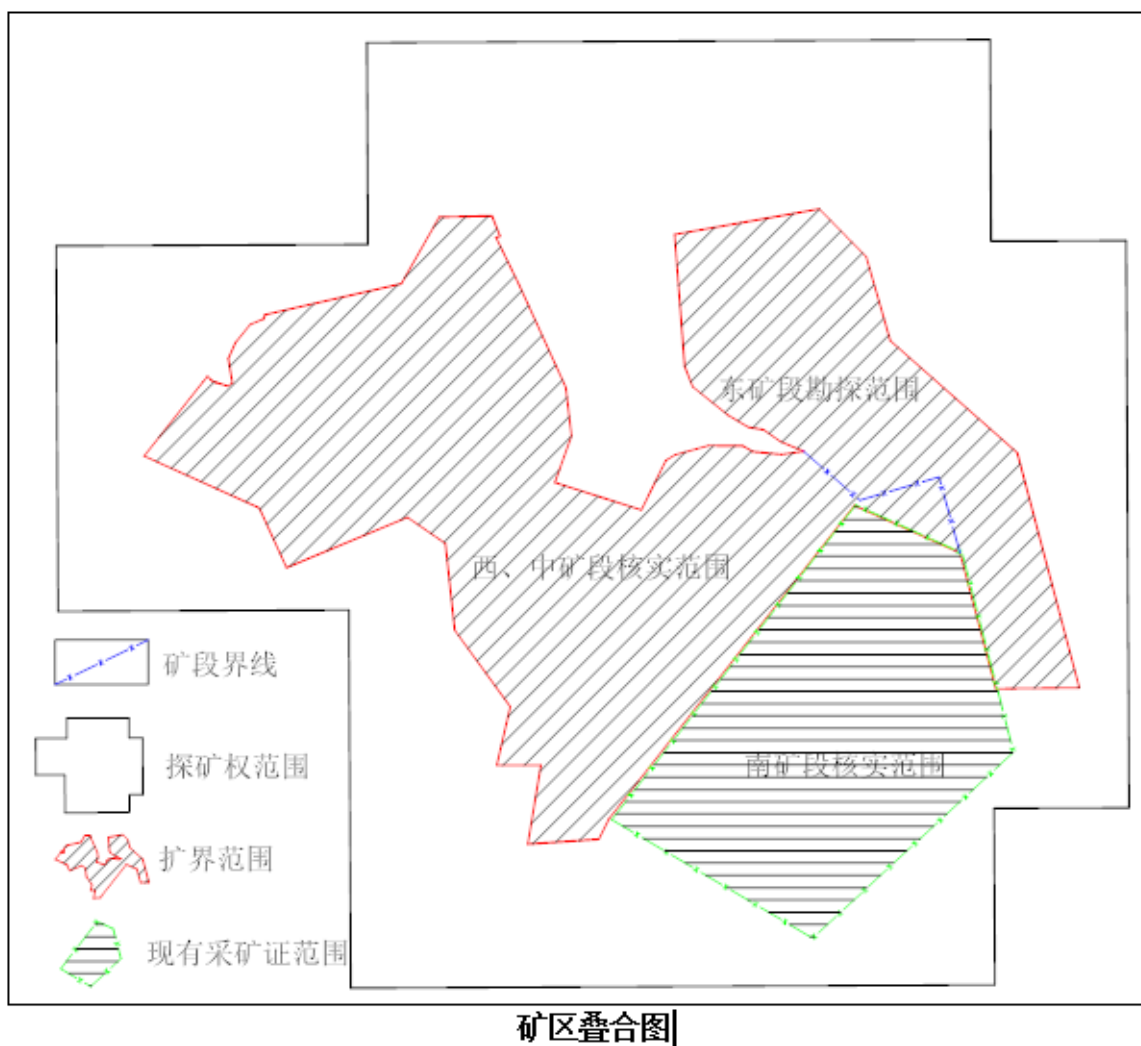 东矿段勘探范围
西、中矿段核实范围
南矿段核实范围
矿段界线
探矿权范围
扩界范围
现有采矿证范围
矿区叠合图